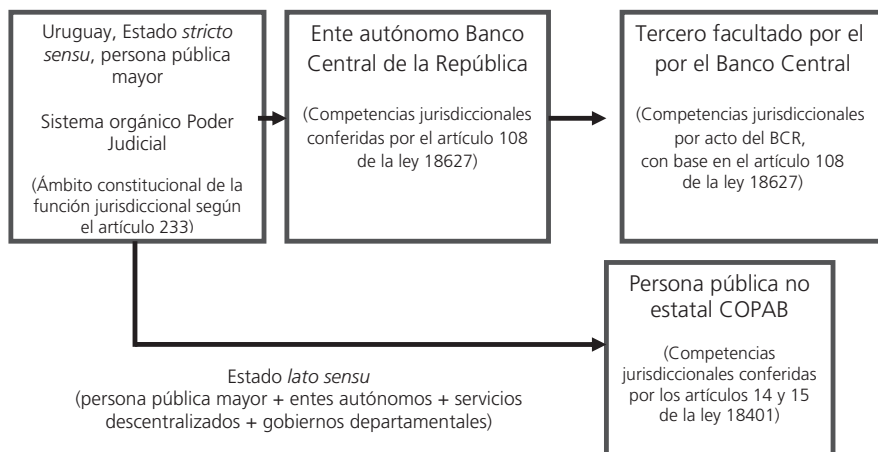 Uruguay, Estado stricto
sensu, persona pública
mayor
Sistema orgánico Poder
Judicial
(Ámbito constitucional de la
función jurisdiccional según
el artículo 233)
Ente autónomo Banco
Central de la República
(Competencias jurisdiccionales
conferidas por el artículo 108
de la ley 18627)
Tercero facultado por el
por el Banco Central
(Competencias jurisdiccionales
por acto del BCR,
con base en el artículo 108
de la ley 18627)
Persona pública no
estatal COPAB
(Competencias
jurisdiccionales conferidas
por los artículos 14 y 15
de la ley 18401)
Estado lato sensu
(persona pública mayor + entes autónomos + servicios
descentralizados + gobiernos departamentales)